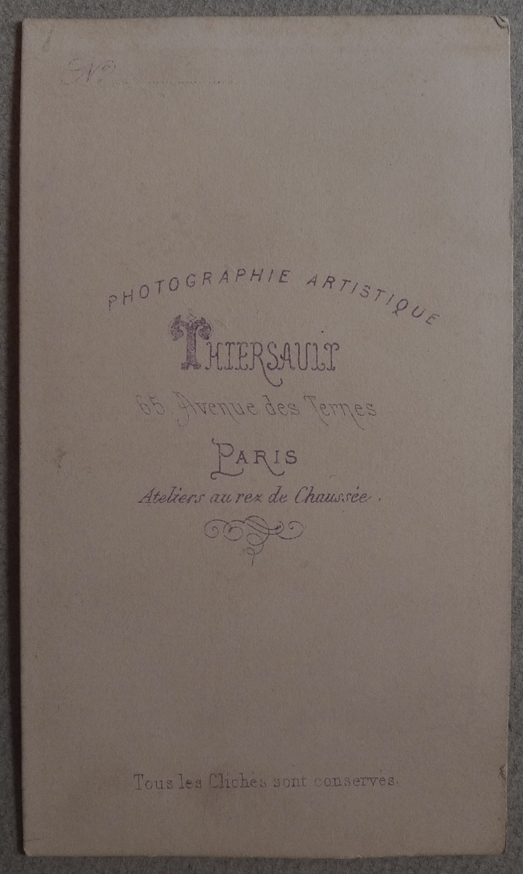 N°
PHOTOGRAPHIE ARTISTIQUE
THIERSAULT
65, Avenue des Ternes
PARIS
Ateliers au rez de Chaussée.
Tous les Clichés sont conservés.